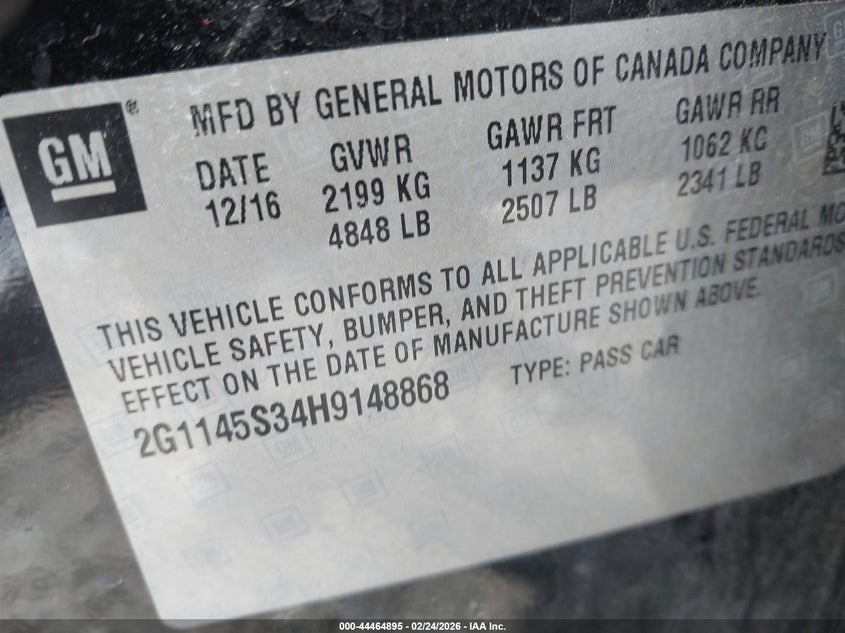 GM ®
MFD BY GENERAL MOTORS OF CANADA COMPANY
DATE GVWR GAWR FRT GAWR RR
12/16 2199 KG 1137 KG 1062 KG
4848 LB 2507 LB 2341 LB
THIS VEHICLE CONFORMS TO ALL APPLICABLE U.S. FEDERAL MO
VEHICLE SAFETY, BUMPER, AND THEFT PREVENTION STANDARDS
EFFECT ON THE DATE OF MANUFACTURE SHOWN ABOVE.
2G1145S34H9148868 TYPE: PASS CAR
000-44464895 - 02/24/2026 - IAA Inc.